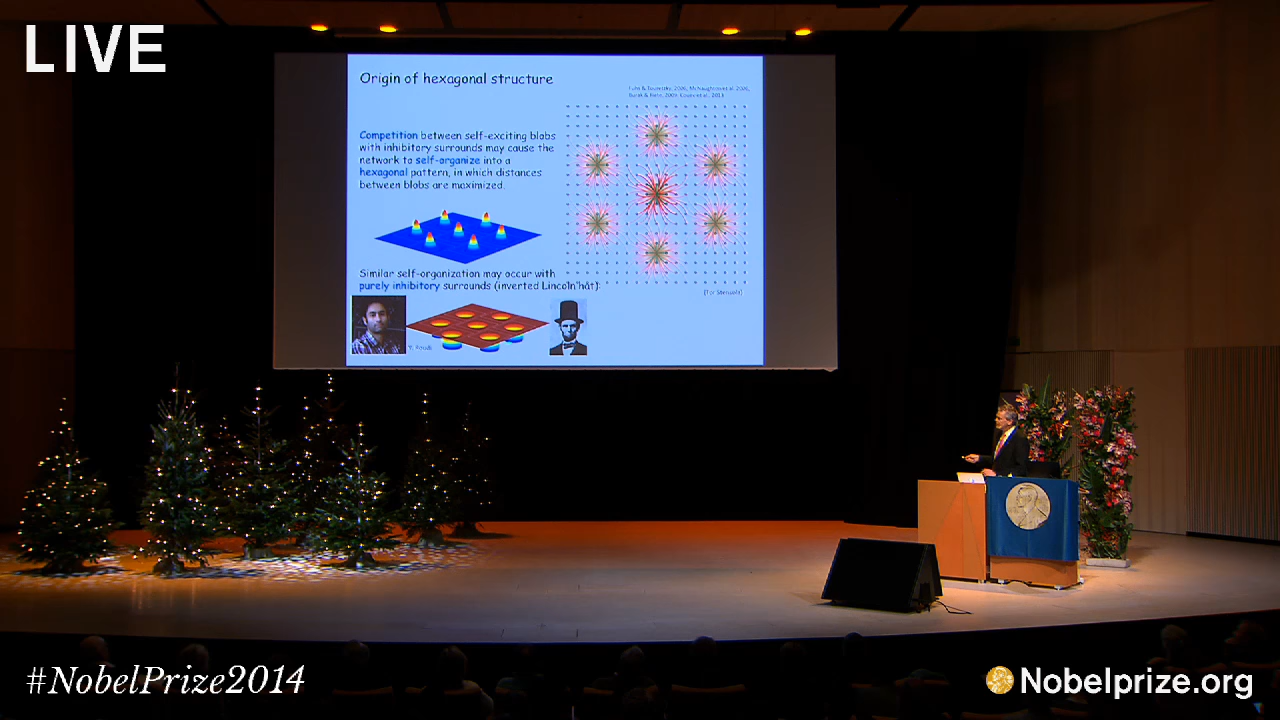 LIVE
Origin of hexagonal structure
Competition between self-exciting blobs
with inhibitory surrounds may cause the
network to self-organize into a
hexagonal pattern, in which distances
between blobs are maximized.
Similar self-organization may occur with
purely inhibitory surrounds (inverted Lincoln hat):
#NobelPrize2014
Nobelprize.org